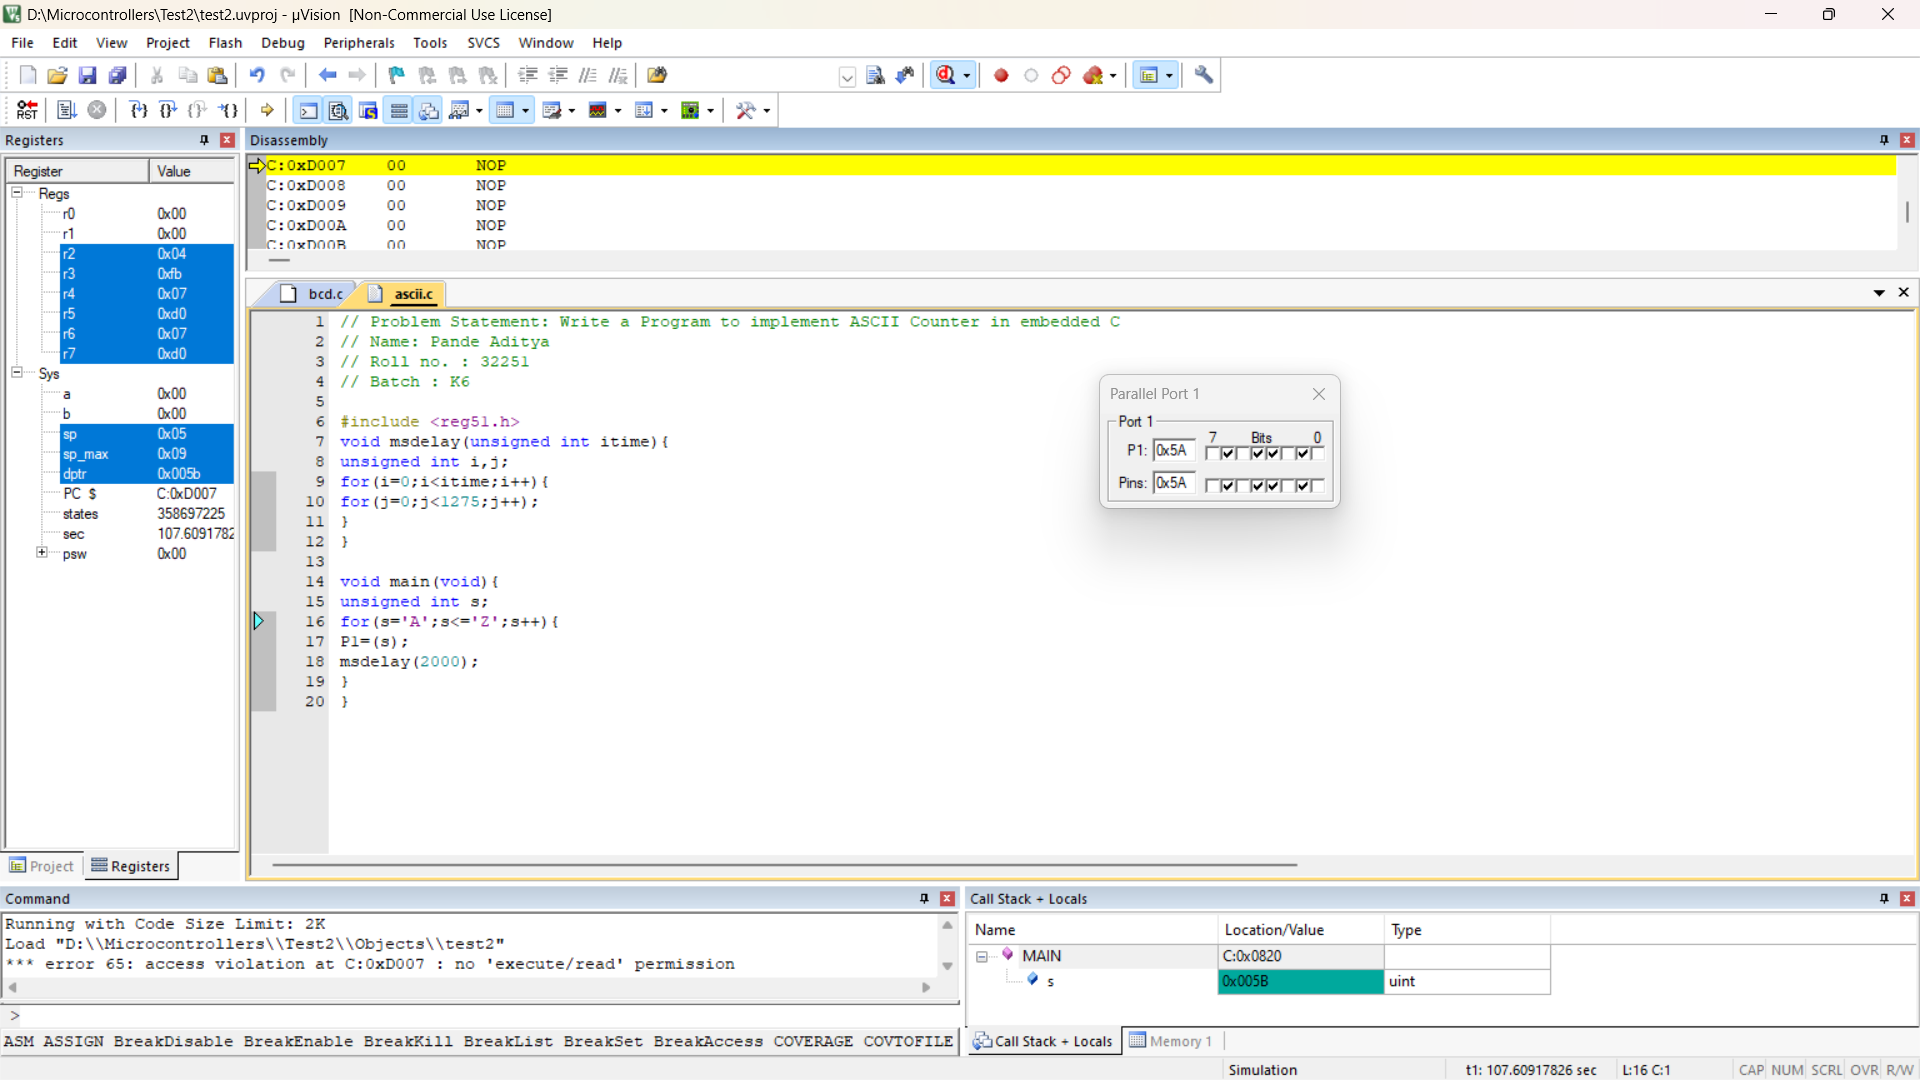 D:\Microcontrollers\Test2\test2.uvproj - µVision [Non-Commercial Use License]
File Edit View Project Flash Debug Peripherals Tools SVCS Window Help
RST
Registers
Register Value
Regs
r0 0x00
r1 0x00
r2 0x04
r3 0xfb
r4 0x07
r5 0xd0
r6 0x07
r7 0xd0
Sys
a 0x00
b 0x00
sp 0x05
sp_max 0x09
dptr 0x005b
PC $ C:0xD007
states 358697225
sec 107.6091782
psw 0x00
Project Registers
Disassembly
C:0xD007 00 NOP
C:0xD008 00 NOP
C:0xD009 00 NOP
C:0xD00A 00 NOP
C:0xD00B 00 NOP
bcd.c ascii.c
1 // Problem Statement: Write a Program to implement ASCII Counter in embedded C
2 // Name: Pande Aditya
3 // Roll no. : 32251
4 // Batch : K6
5
6 #include <reg51.h>
7 void msdelay(unsigned int itime){
8 unsigned int i,j;
9 for(i=0;i<itime;i++){
10 for(j=0;j<1275;j++);
11 }
12 }
13
14 void main(void){
15 unsigned int s;
16 for(s='A';s<='Z';s++){
17 P1=(s);
18 msdelay(2000);
19 }
20 }
Parallel Port 1
Port 1
7 Bits 0
P1: 0x5A
Pins: 0x5A
Command
Running with Code Size Limit: 2K
Load "D:\\Microcontrollers\\Test2\\Objects\\test2"
*** error 65: access violation at C:0xD007 : no 'execute/read' permission
>
ASM ASSIGN BreakDisable BreakEnable BreakKill BreakList BreakSet BreakAccess COVERAGE COVTOFILE
Call Stack + Locals
Name Location/Value Type
MAIN C:0x0820
s 0x005B uint
Call Stack + Locals Memory 1
Simulation t1: 107.60917826 sec L:16 C:1 CAP NUM SCRL OVR R/W